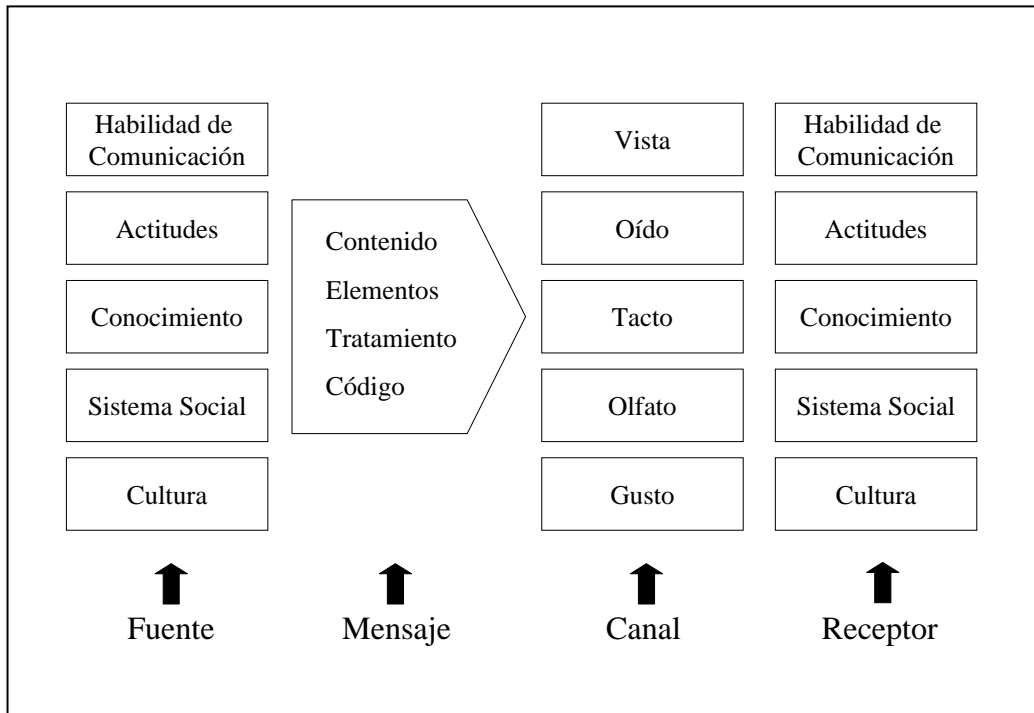 Habilidad de
Comunicación
Actitudes
Conocimiento
Sistema Social
Cultura
Contenido
Elementos
Tratamiento
Código
Vista
Oído
Tacto
Olfato
Gusto
Habilidad de
Comunicación
Actitudes
Conocimiento
Sistema Social
Cultura
Fuente
Mensaje
Canal
Receptor